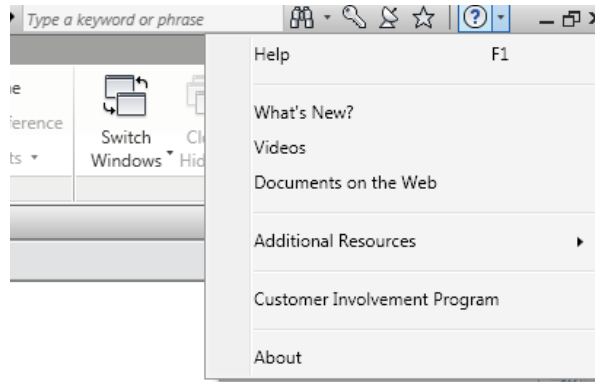 Type a keyword or phrase
?
Help F1
What's New?
Videos
Documents on the Web
Additional Resources
Customer Involvement Program
About
Switch
Windows